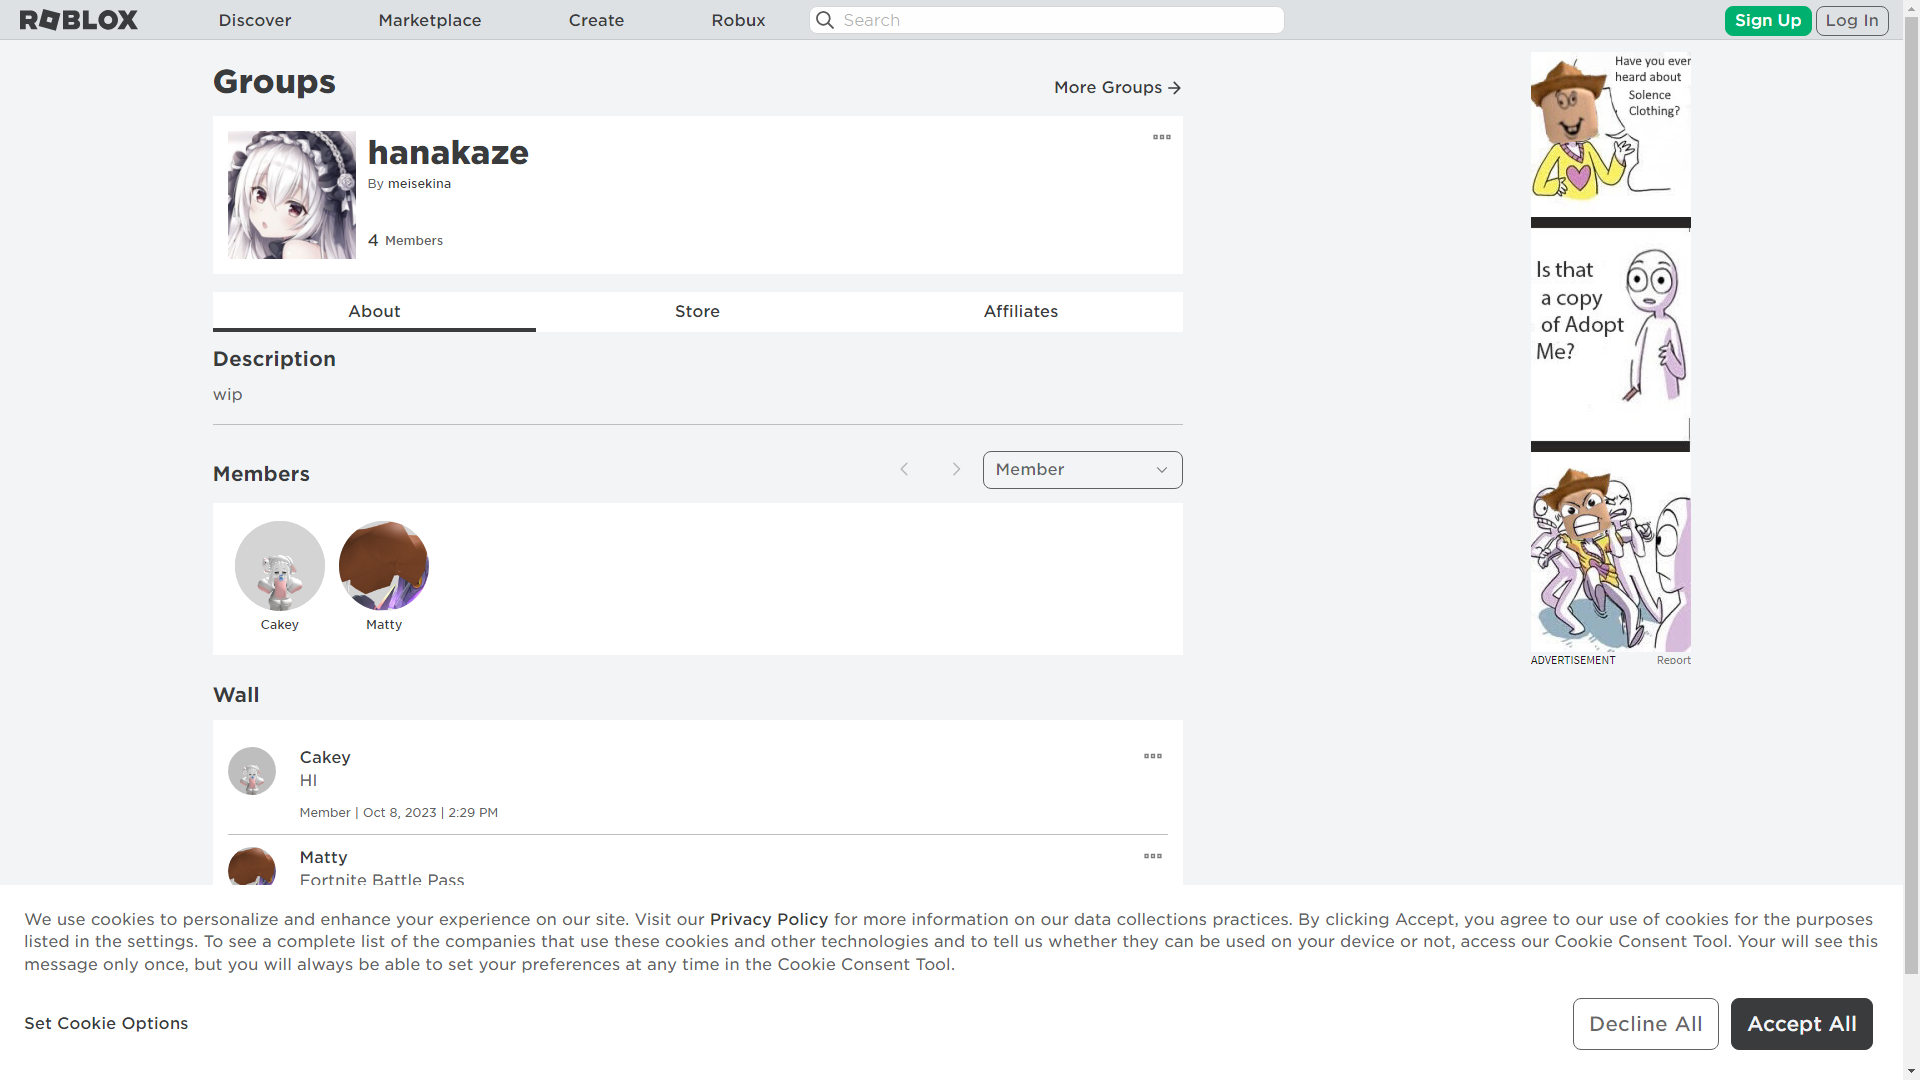 ROBLOX
Discover
Marketplace
Create
Robux
Search
Sign Up
Log In
Groups
More Groups
hanakaze
By meisekina
4 Members
About
Store
Affiliates
Description
wip
Members
Member
Cakey
Matty
Wall
Cakey
HI
Member | Oct 8, 2023 | 2:29 PM
Matty
Fortnite Battle Pass
Have you ever
heard about
Solence
Clothing?
Is that
a copy
of Adopt
Me?
ADVERTISEMENT
Report
We use cookies to personalize and enhance your experience on our site. Visit our Privacy Policy for more information on our data collections practices. By clicking Accept, you agree to our use of cookies for the purposes
listed in the settings. To see a complete list of the companies that use these cookies and other technologies and to tell us whether they can be used on your device or not, access our Cookie Consent Tool. Your will see this
message only once, but you will always be able to set your preferences at any time in the Cookie Consent Tool.
Set Cookie Options
Decline All
Accept All